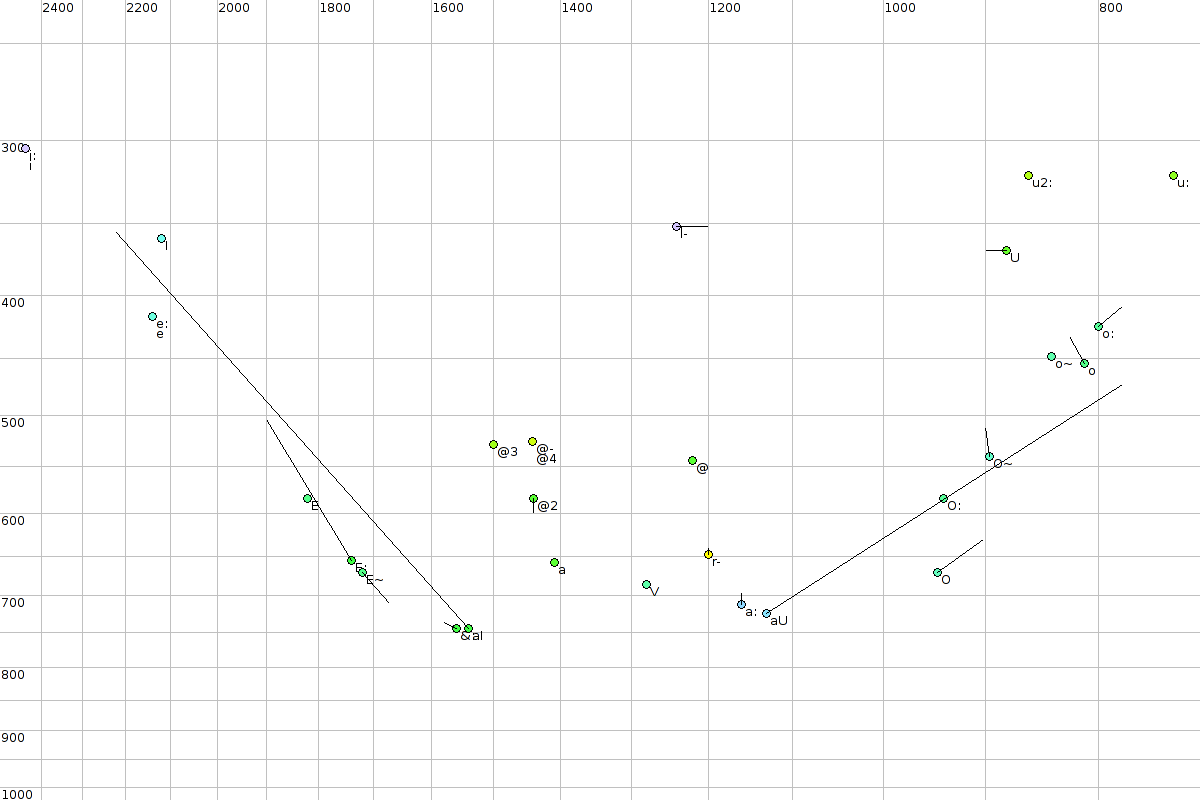 2400 2200 2000 1800 1600 1400 1200 1000 800
300
i:
i
u2:
u:
I
I-
U
400
e:
e
o:
o~
o
500
@3
@-
@4
@
O~
E
@2
O:
600
E:
E~
a
r-
O
V
700
a:
aU
&
aI
800
900
1000